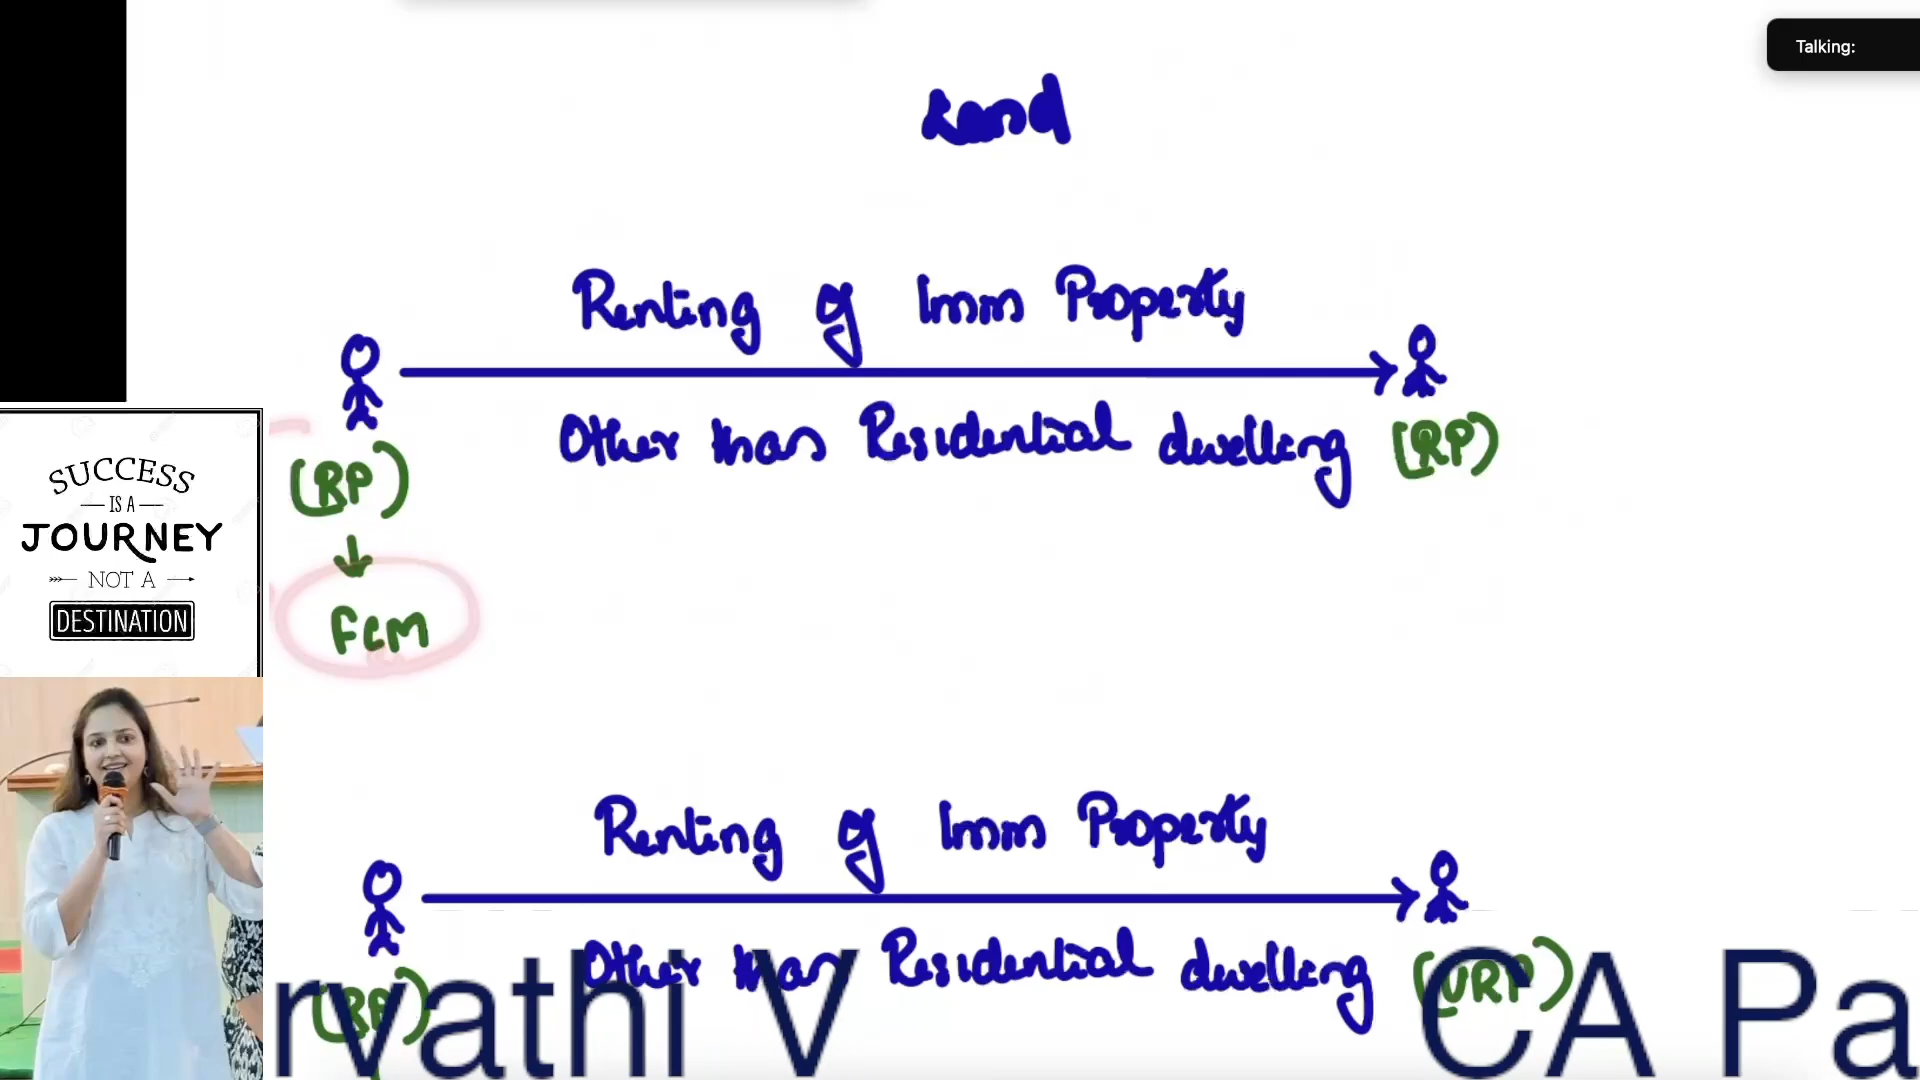 Talking:
Land
Renting of Imm Property
Other than Residential dwelling
(RP)
(RP)
FCM
SUCCESS
IS A
JOURNEY
NOT A
DESTINATION
Renting of Imm Property
Other than Residential dwelling
(RP)
(URP)
rvathi V
CA Pa